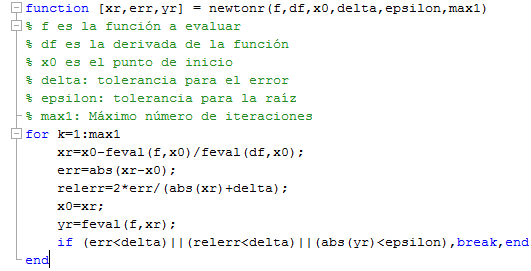 function [xr,err,yr] = newtonr(f,df,x0,delta,epsilon,max1)
% f es la función a evaluar
% df es la derivada de la función
% x0 es el punto de inicio
% delta: tolerancia para el error
% epsilon: tolerancia para la raíz
% max1: Máximo número de iteraciones
for k=1:max1
    xr=x0-feval(f,x0)/feval(df,x0);
    err=abs(xr-x0);
    relerr=2*err/(abs(xr)+delta);
    x0=xr;
    yr=feval(f,xr);
    if (err<delta)||(relerr<delta)||(abs(yr)<epsilon),break,end
end